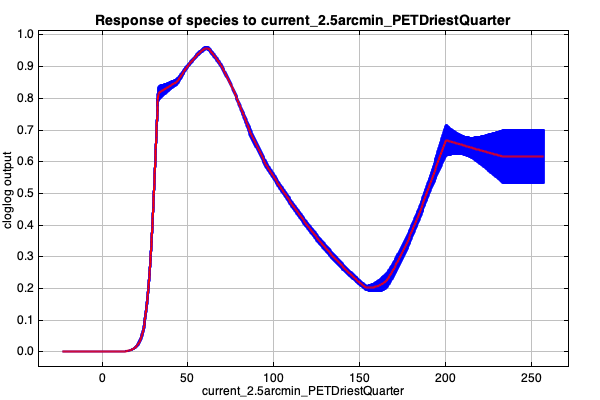 Response of species to current_2.5arcmin_PETDriestQuarter
1.0
0.9
0.8
0.7
0.6
0.5
0.4
0.3
0.2
0.1
0.0
cloglog output
0 50 100 150 200 250
current_2.5arcmin_PETDriestQuarter